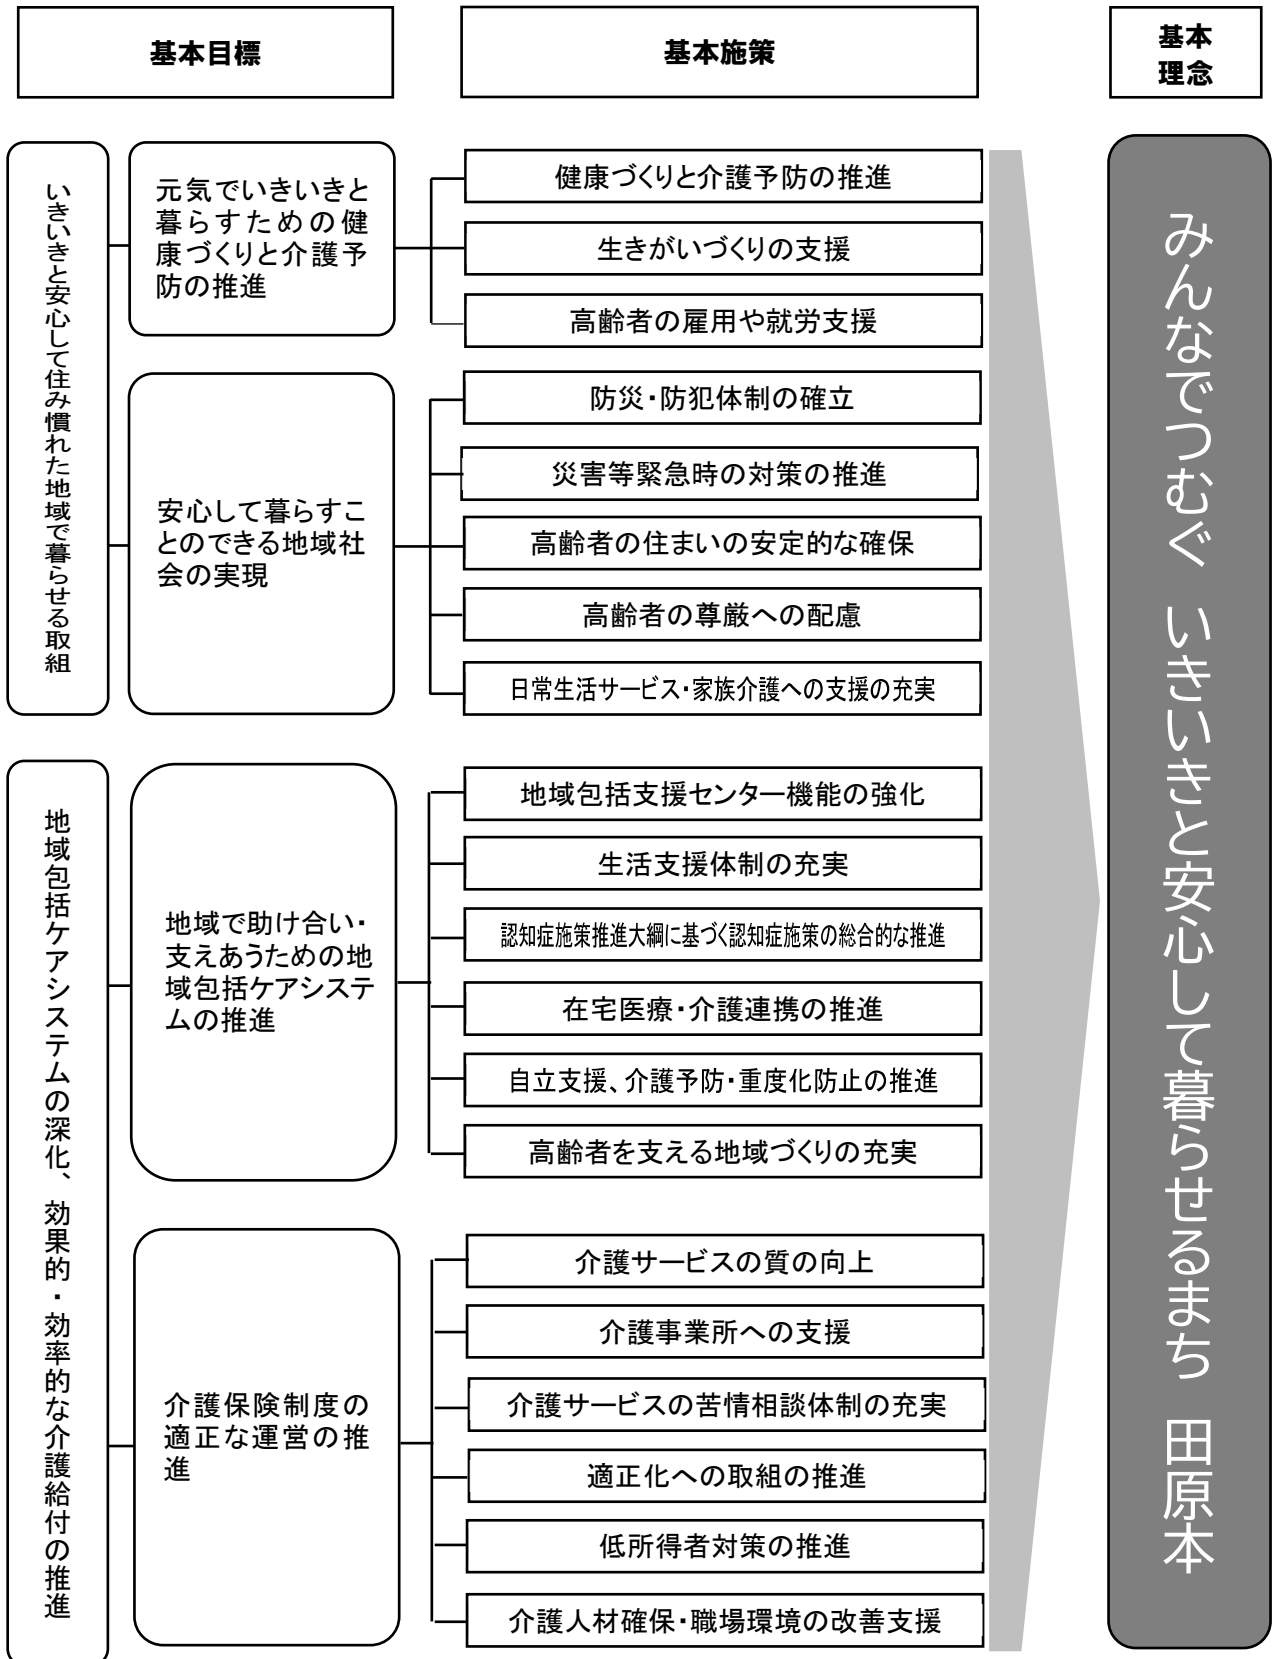 基本目標
基本施策
基本
理念
いきいきと安心して住み慣れた地域で暮らせる取組
元気でいきいきと
暮らすための健
康づくりと介護予
防の推進
健康づくりと介護予防の推進
生きがいづくりの支援
高齢者の雇用や就労支援
安心して暮らすこ
とのできる地域社
会の実現
防災・防犯体制の確立
災害等緊急時の対策の推進
高齢者の住まいの安定的な確保
高齢者の尊厳への配慮
日常生活サービス・家族介護への支援の充実
地域包括ケアシステムの深化、効果的・効率的な介護給付の推進
地域で助け合い・
支えあうための地
域包括ケアシステ
ムの推進
地域包括支援センター機能の強化
生活支援体制の充実
認知症施策推進大綱に基づく認知症施策の総合的な推進
在宅医療・介護連携の推進
自立支援、介護予防・重度化防止の推進
高齢者を支える地域づくりの充実
介護保険制度の
適正な運営の推
進
介護サービスの質の向上
介護事業所への支援
介護サービスの苦情相談体制の充実
適正化への取組の推進
低所得者対策の推進
介護人材確保・職場環境の改善支援
みんなでつむぐ いきいきと安心して暮らせるまち 田原本